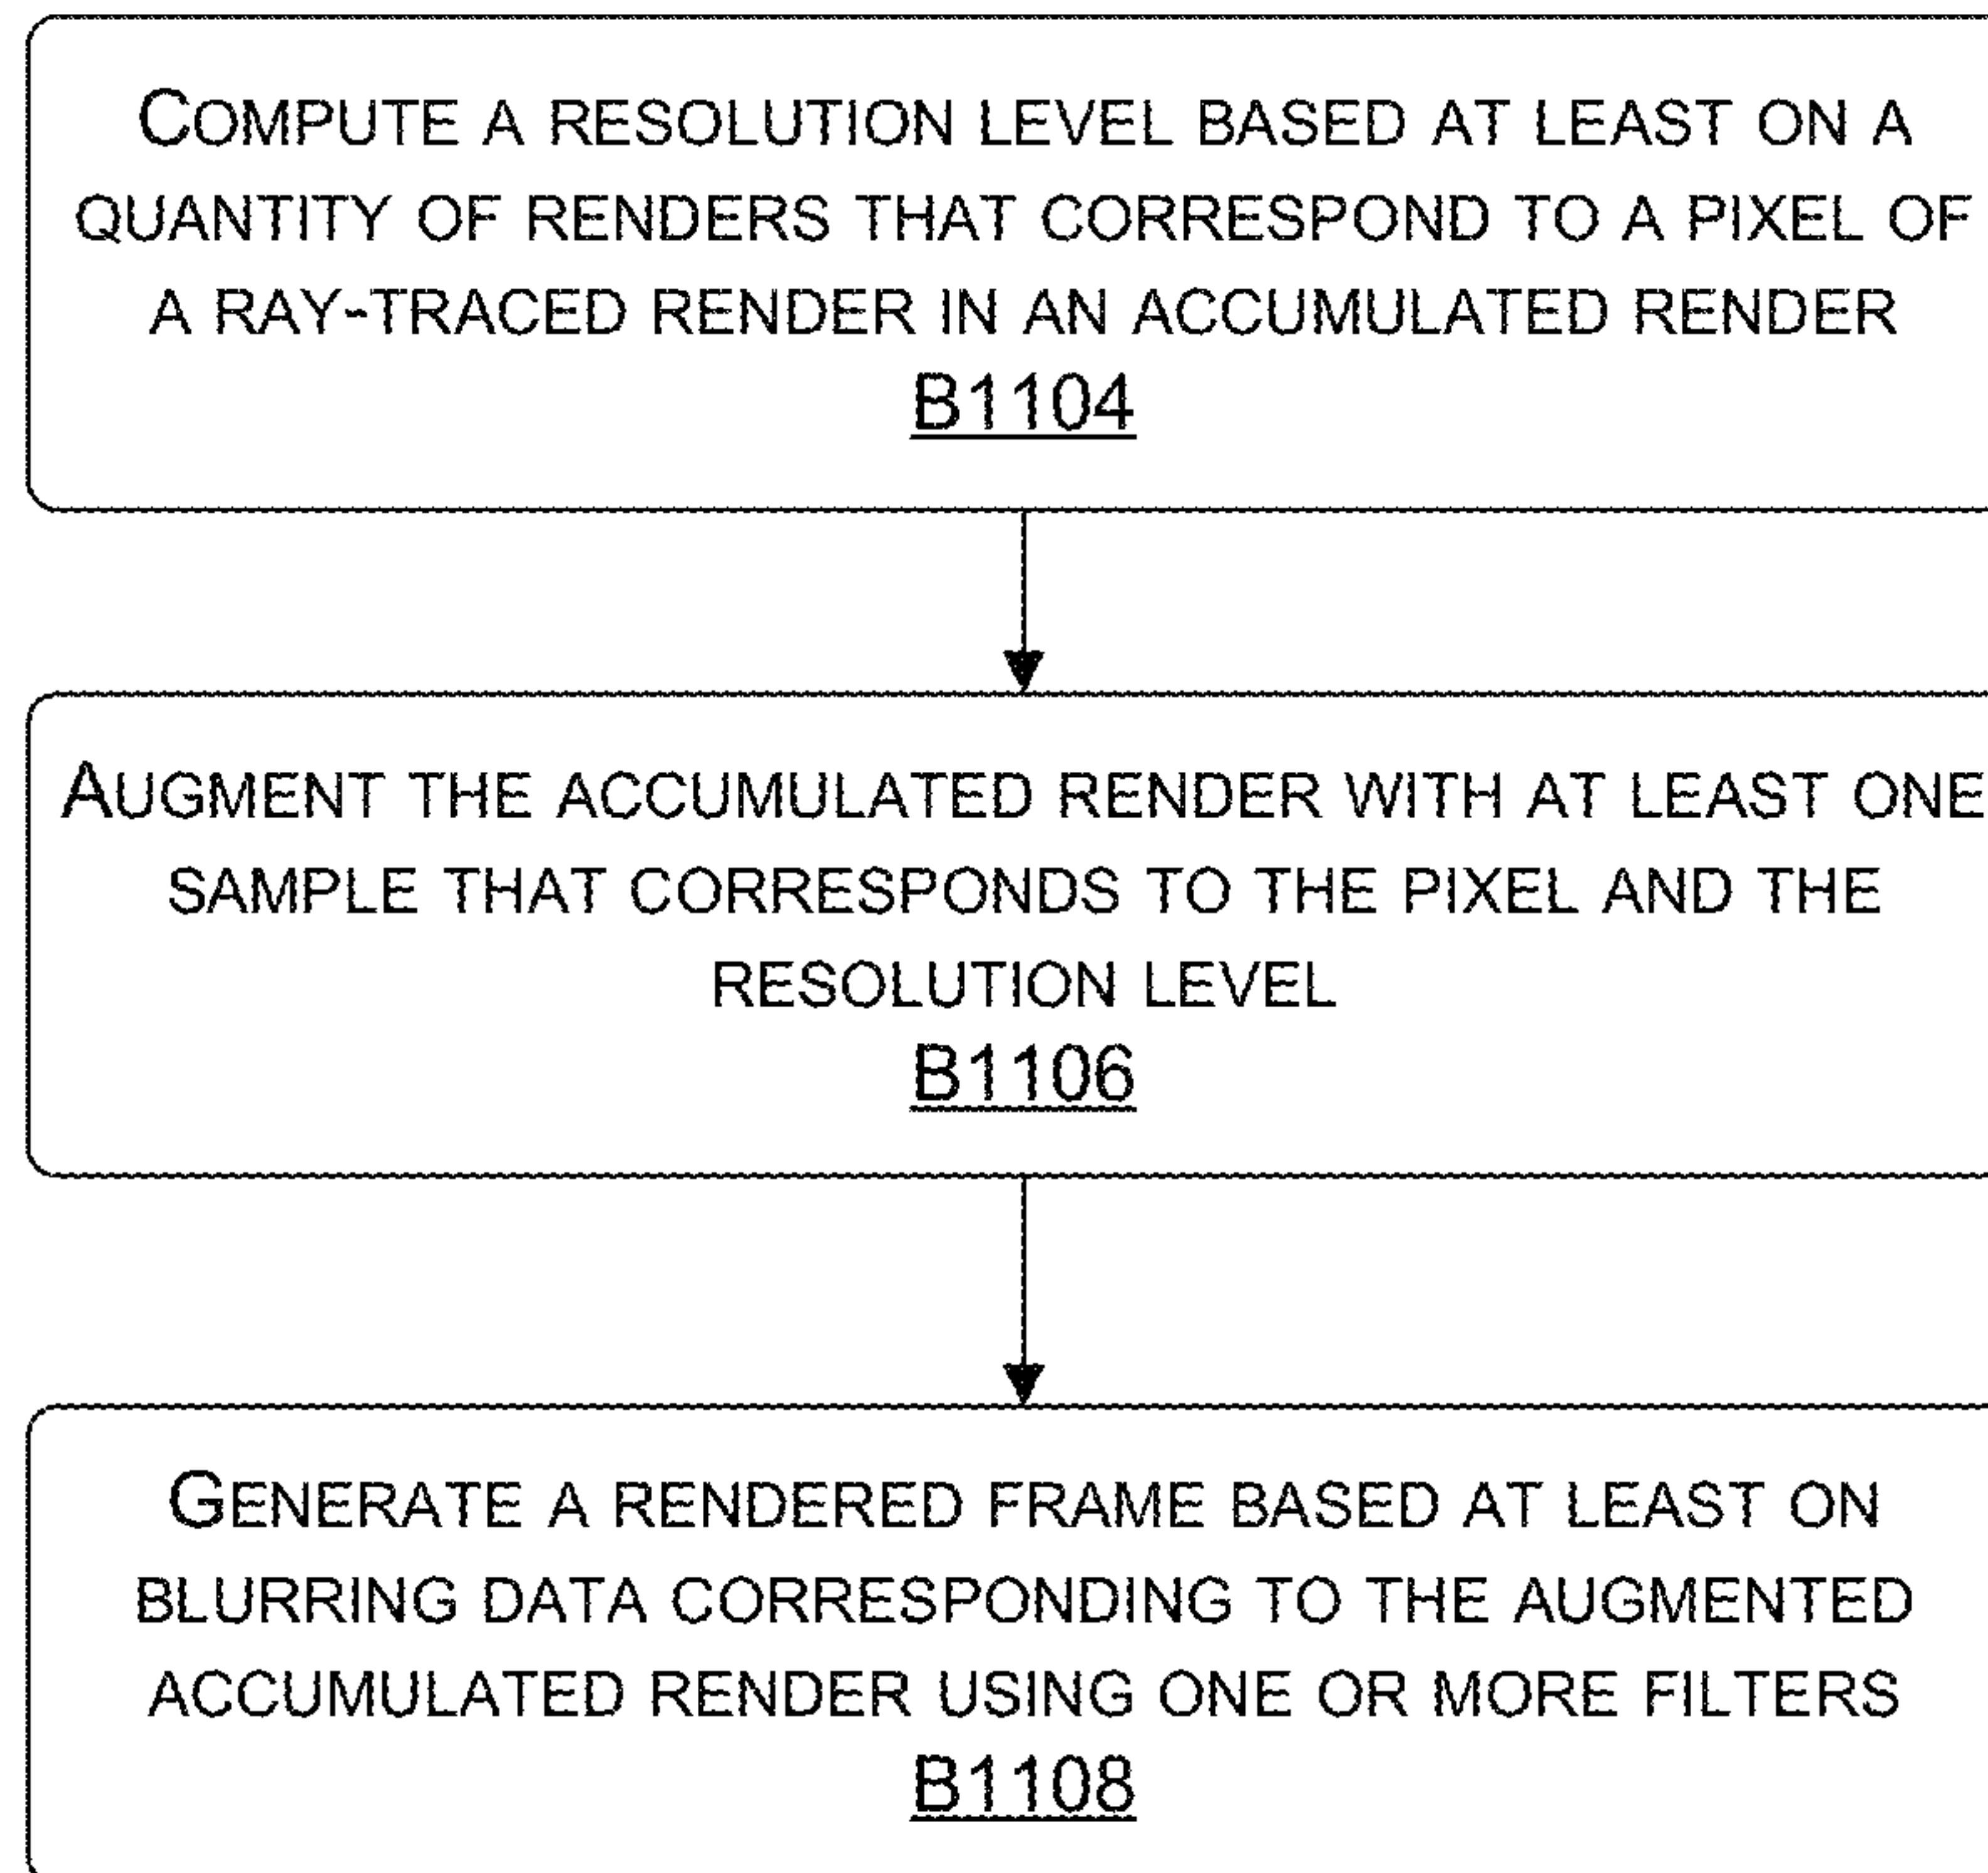 COMPUTE A RESOLUTION LEVEL BASED AT LEAST ON A
QUANTITY OF RENDERS THAT CORRESPOND TO A PIXEL OF
A RAY-TRACED RENDER IN AN ACCUMULATED RENDER
B1104
AUGMENT THE ACCUMULATED RENDER WITH AT LEAST ONE
SAMPLE THAT CORRESPONDS TO THE PIXEL AND THE
RESOLUTION LEVEL
B1106
GENERATE A RENDERED FRAME BASED AT LEAST ON
BLURRING DATA CORRESPONDING TO THE AUGMENTED
ACCUMULATED RENDER USING ONE OR MORE FILTERS
B1108